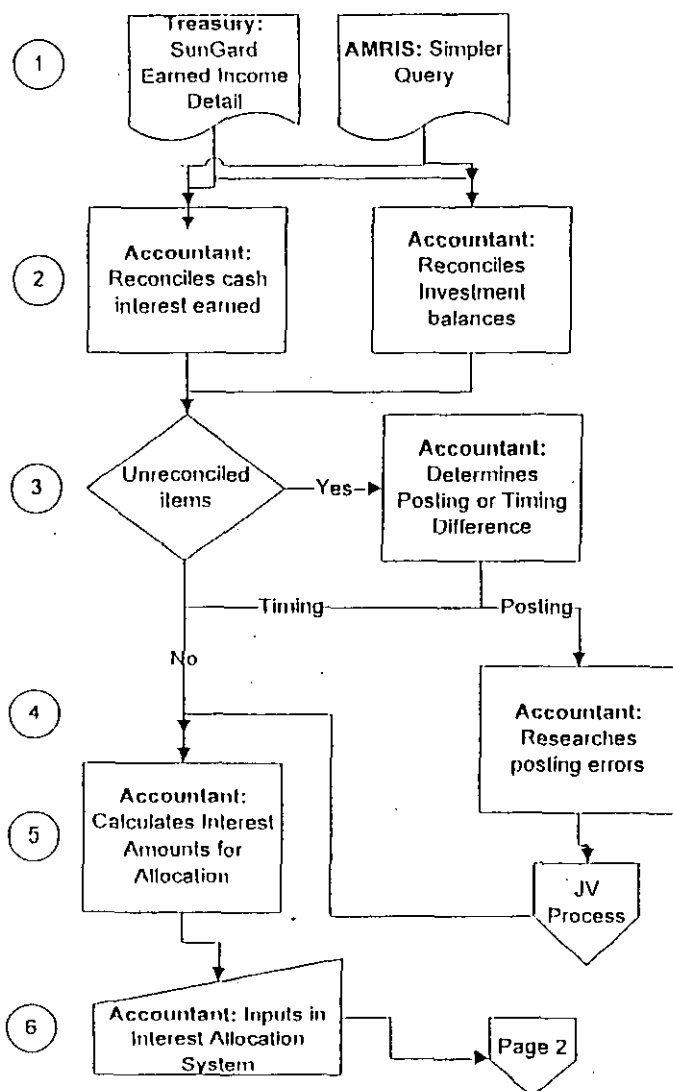 1
Treasury:
SunGard
Earned Income
Detail
AMRIS: Simpler
Query
2
Accountant:
Reconciles cash
interest earned
Accountant:
Reconciles
Investment
balances
3
Unreconciled
items
Yes
Accountant:
Determines
Posting or Timing
Difference
Timing
Posting
No
4
Accountant:
Researches
posting errors
5
Accountant:
Calculates Interest
Amounts for
Allocation
JV
Process
6
Accountant: Inputs in
Interest Allocation
System
Page 2